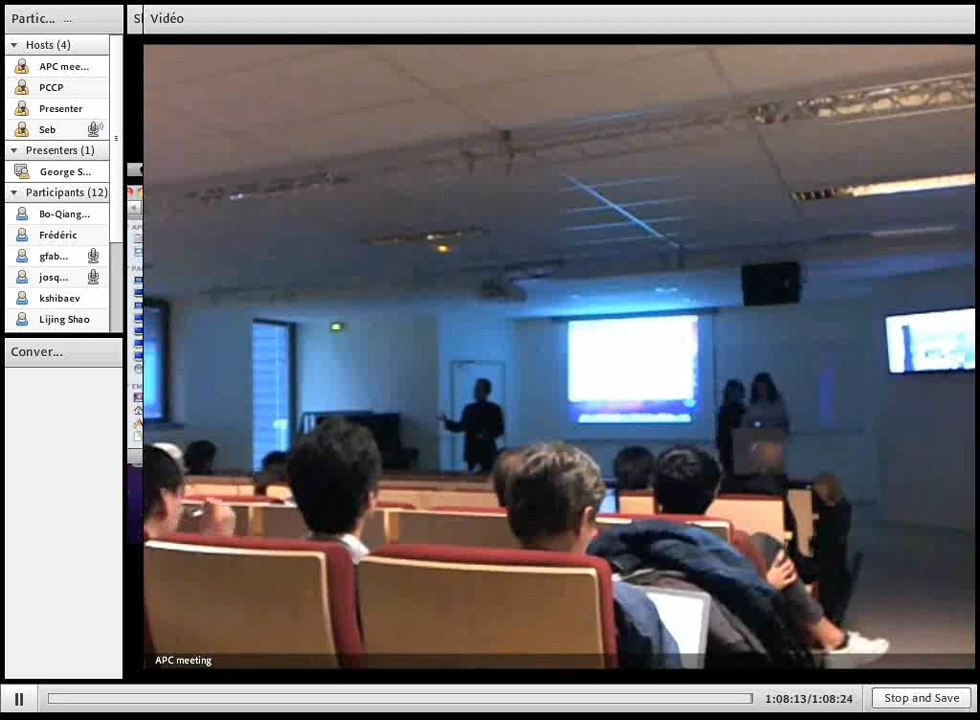 Partic... ...
Hosts (4)
APC mee...
PCCP
Presenter
Seb
Presenters (1)
George S...
Participants (12)
Bo-Qiang...
Frédéric
gfab...
josq...
kshibaev
Lijing Shao
Conver...
Vidéo
APC meeting
1:08:13/1:08:24
Stop and Save